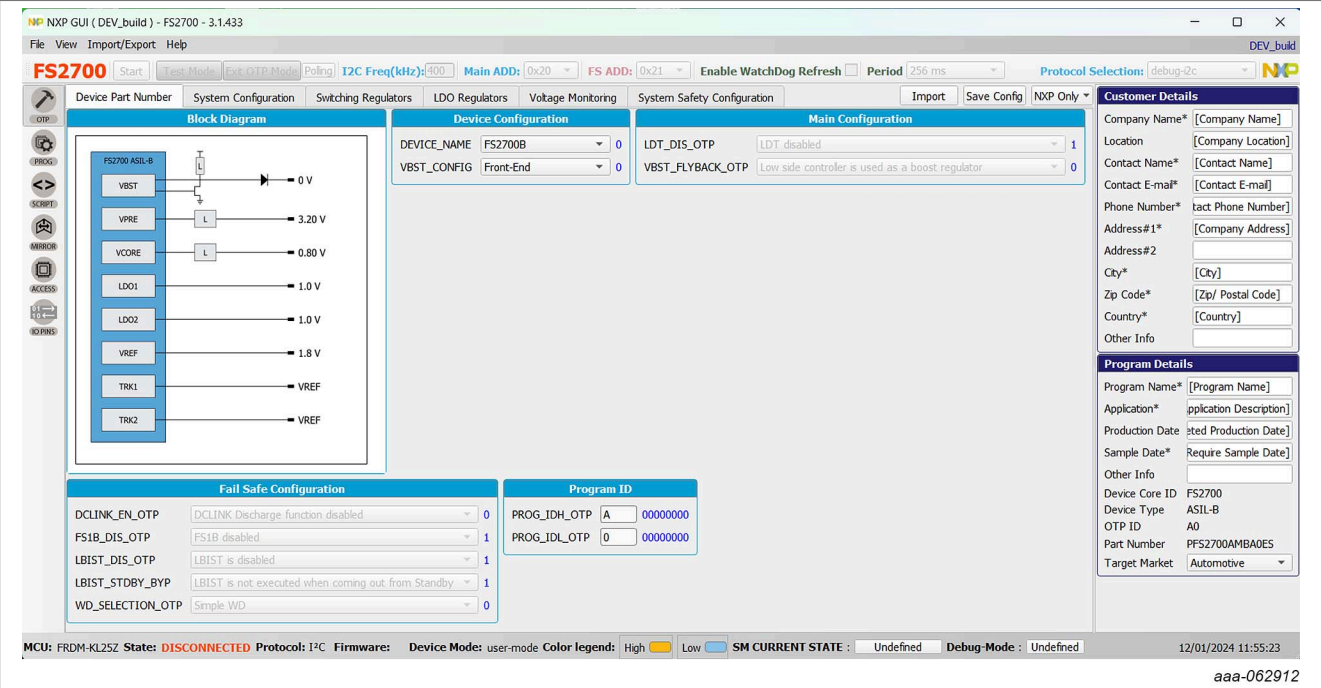 NXP NXP GUI ( DEV_build ) - FS2700 - 3.1.433
File View Import/Export Help DEV_build
FS2700 Start Test Mode Exit OTP Mode Poling I2C Freq(kHz): 400 Main ADD: 0x20 FS ADD: 0x21 Enable WatchDog Refresh Period 256 ms Protocol Selection: debug-i2c NXP
Device Part Number System Configuration Switching Regulators LDO Regulators Voltage Monitoring System Safety Configuration Import Save Config NXP Only
OTP
PROG
SCRIPT
MIRROR
ACCESS
IO PINS
Block Diagram
FS2700 ASIL-B
L
VBST 0 V
VPRE L 3.20 V
VCORE L 0.80 V
LDO1 1.0 V
LDO2 1.0 V
VREF 1.8 V
TRK1 VREF
TRK2 VREF
Device Configuration
DEVICE_NAME FS2700B 0
VBST_CONFIG Front-End 0
Main Configuration
LDT_DIS_OTP LDT disabled 1
VBST_FLYBACK_OTP Low side controller is used as a boost regulator 0
Fail Safe Configuration
DCLINK_EN_OTP DCLINK Discharge function disabled 0
FS1B_DIS_OTP FS1B disabled 1
LBIST_DIS_OTP LBIST is disabled 1
LBIST_STDBY_BYP LBIST is not executed when coming out from Standby 1
WD_SELECTION_OTP Simple WD 0
Program ID
PROG_IDH_OTP A 00000000
PROG_IDL_OTP 0 00000000
Customer Details
Company Name* [Company Name]
Location [Company Location]
Contact Name* [Contact Name]
Contact E-mail* [Contact E-mail]
Phone Number* tact Phone Number]
Address#1* [Company Address]
Address#2
City* [City]
Zip Code* [Zip/ Postal Code]
Country* [Country]
Other Info
Program Details
Program Name* [Program Name]
Application* pplication Description]
Production Date eted Production Date]
Sample Date* Require Sample Date]
Other Info
Device Core ID FS2700
Device Type ASIL-B
OTP ID A0
Part Number PFS2700AMBA0ES
Target Market Automotive
MCU: FRDM-KL25Z State: DISCONNECTED Protocol: I²C Firmware: Device Mode: user-mode Color legend: High Low SM CURRENT STATE : Undefined Debug-Mode : Undefined 12/01/2024 11:55:23
aaa-062912